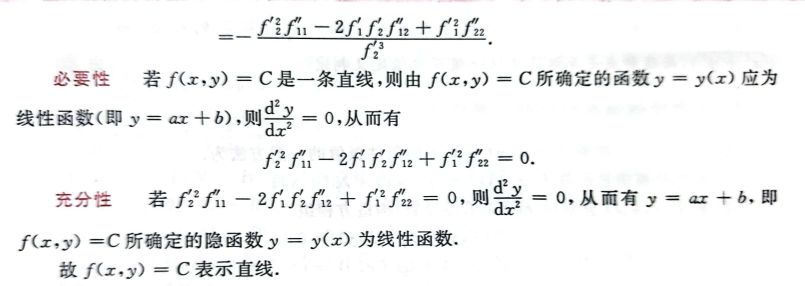 $= -\dfrac{f_2'^2 f_{11}'' - 2f_1' f_2' f_{12}'' + f_1'^2 f_{22}''}{f_2'^3}.$
必要性 若 $f(x,y) = C$ 是一条直线,则由 $f(x,y) = C$ 所确定的函数 $y = y(x)$ 应为
线性函数(即 $y = ax + b$),则 $\dfrac{d^2y}{dx^2} = 0$,从而有
$f_2'^2 f_{11}'' - 2f_1' f_2' f_{12}'' + f_1'^2 f_{22}'' = 0.$
充分性 若 $f_2'^2 f_{11}'' - 2f_1' f_2' f_{12}'' + f_1'^2 f_{22}'' = 0$,则 $\dfrac{d^2y}{dx^2} = 0$,从而有 $y = ax + b$,即
$f(x,y) = C$ 所确定的隐函数 $y = y(x)$ 为线性函数.
故 $f(x,y) = C$ 表示直线.